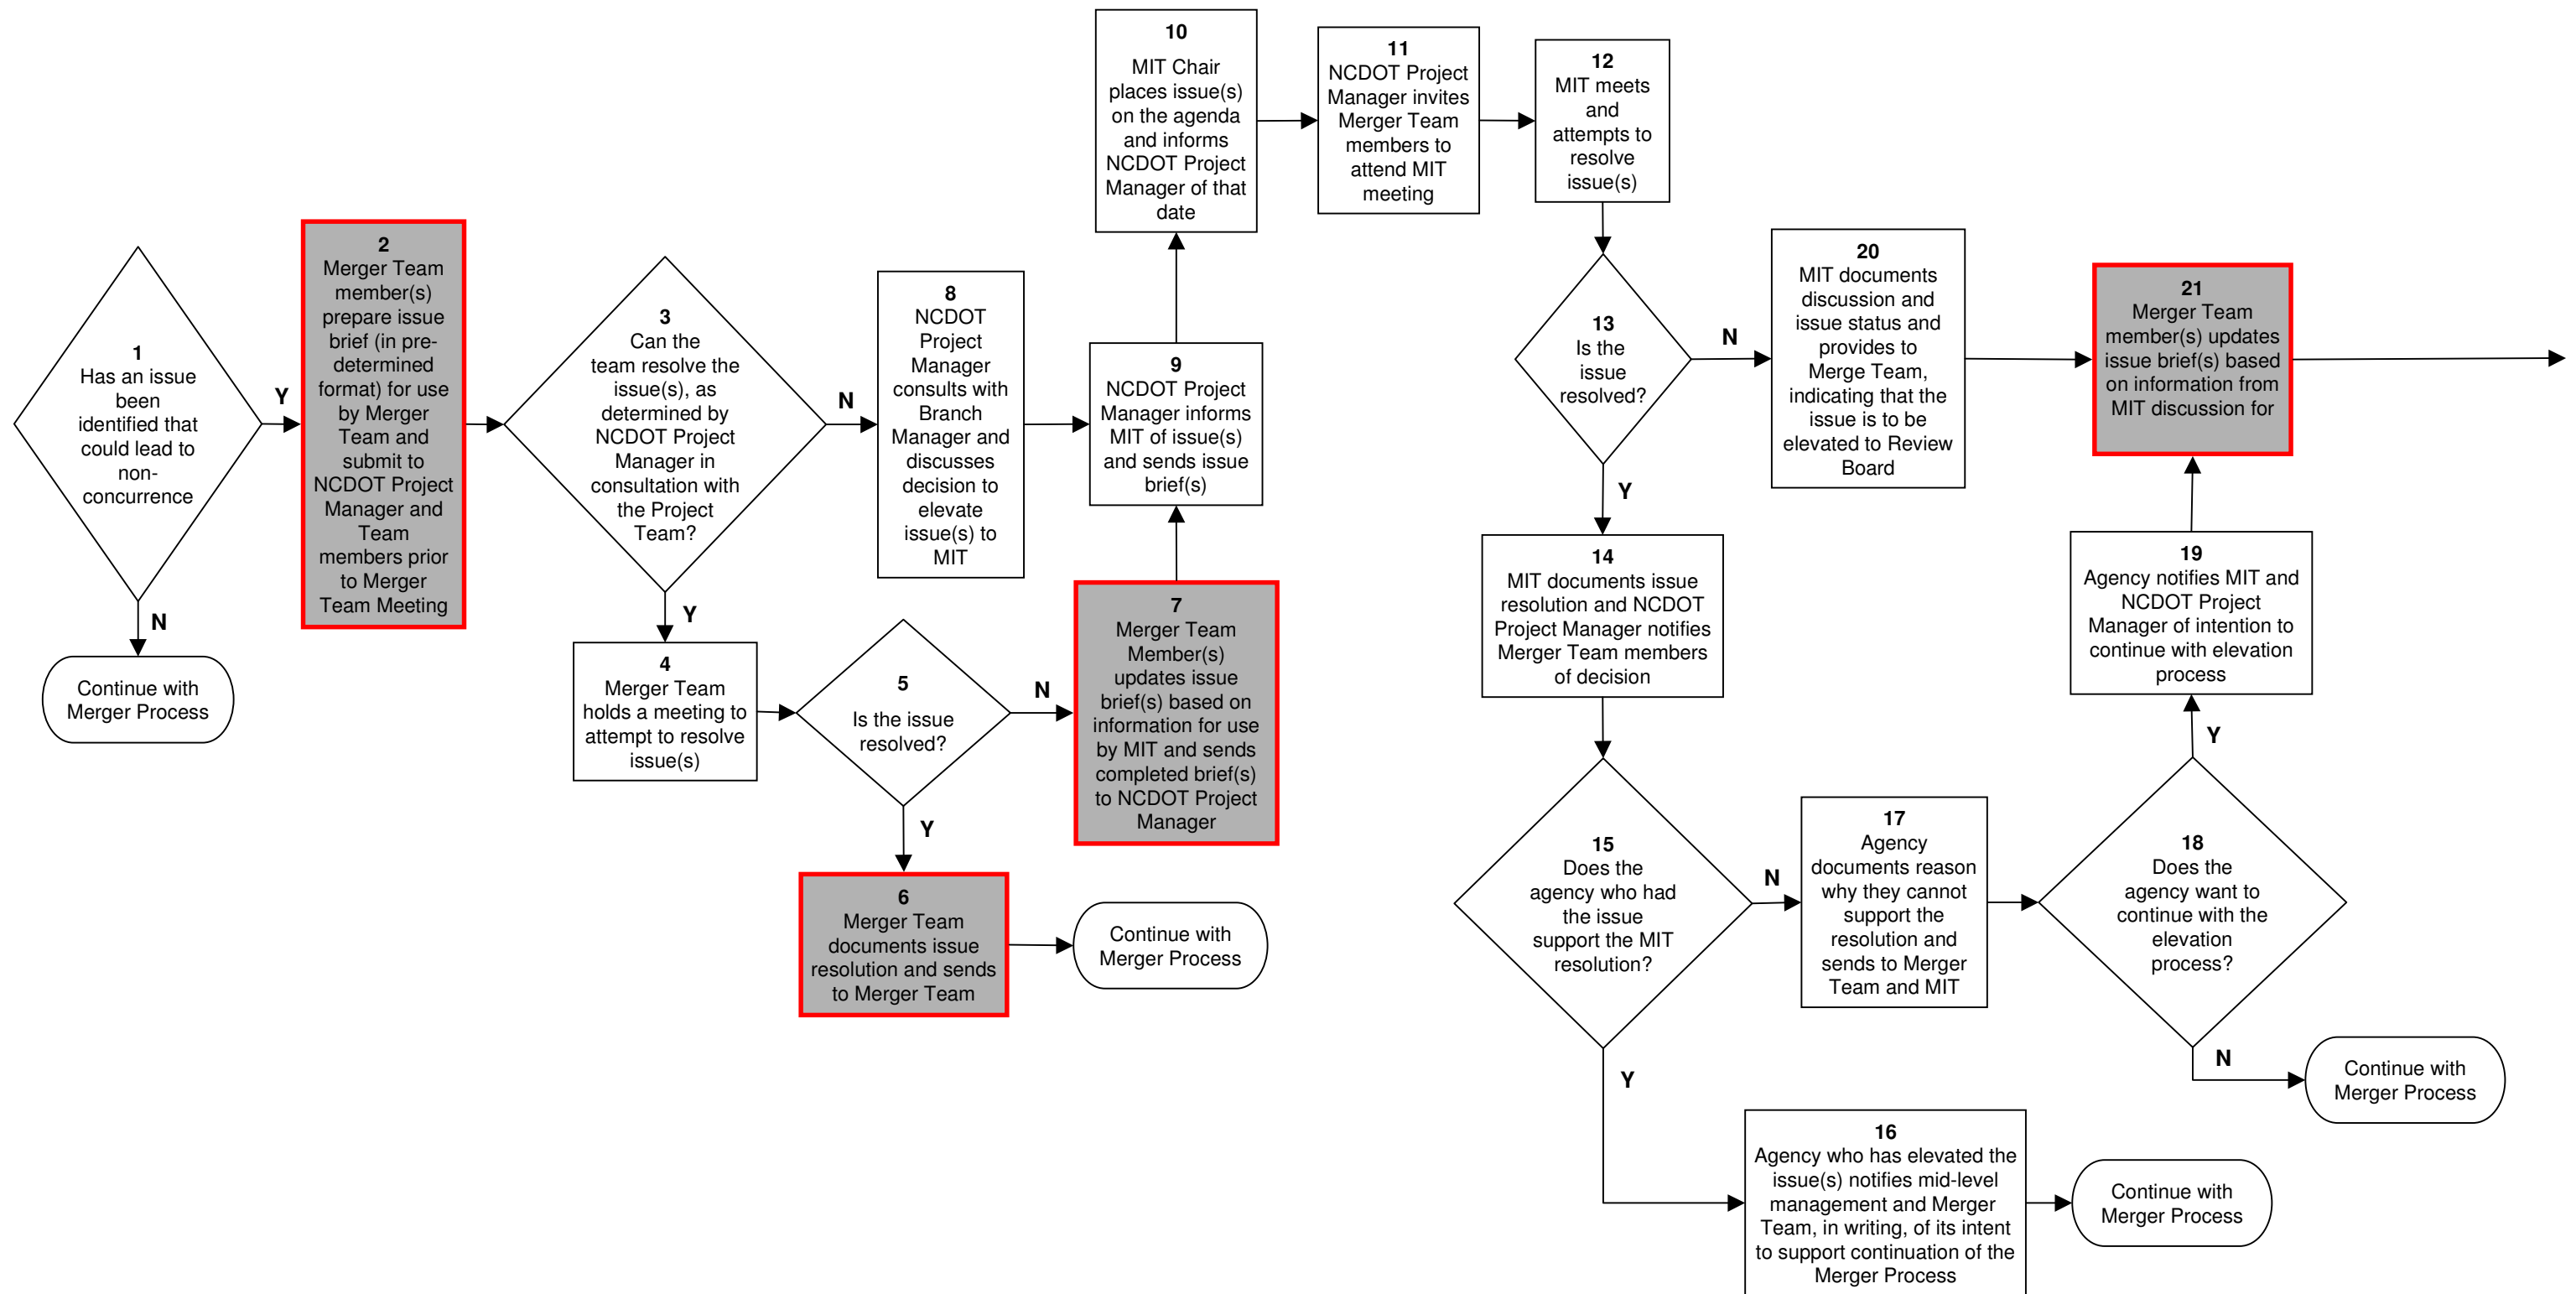 1
Has an issue
been
identified that
could lead to
non-
concurrence
Y
N
Continue with
Merger Process
2
Merger Team
member(s)
prepare issue
brief (in pre-
determined
format) for use
by Merger
Team and
submit to
NCDOT Project
Manager and
Team
members prior
to Merger
Team Meeting
3
Can the
team resolve the
issue(s), as
determined by
NCDOT Project
Manager in
consultation with
the Project
Team?
N
Y
4
Merger Team
holds a meeting to
attempt to resolve
issue(s)
5
Is the issue
resolved?
N
Y
6
Merger Team
documents issue
resolution and sends
to Merger Team
Continue with
Merger Process
7
Merger Team
Member(s)
updates issue
brief(s) based on
information for use
by MIT and sends
completed brief(s)
to NCDOT Project
Manager
8
NCDOT
Project
Manager
consults with
Branch
Manager and
discusses
decision to
elevate
issue(s) to
MIT
9
NCDOT Project
Manager informs
MIT of issue(s)
and sends issue
brief(s)
10
MIT Chair
places issue(s)
on the agenda
and informs
NCDOT Project
Manager of that
date
11
NCDOT Project
Manager invites
Merger Team
members to
attend MIT
meeting
12
MIT meets
and
attempts to
resolve
issue(s)
13
Is the
issue
resolved?
N
Y
14
MIT documents issue
resolution and NCDOT
Project Manager notifies
Merger Team members
of decision
15
Does the
agency who had
the issue
support the MIT
resolution?
N
Y
16
Agency who has elevated the
issue(s) notifies mid-level
management and Merger
Team, in writing, of its intent
to support continuation of the
Merger Process
Continue with
Merger Process
17
Agency
documents reason
why they cannot
support the
resolution and
sends to Merger
Team and MIT
18
Does the
agency want to
continue with the
elevation
process?
Y
N
Continue with
Merger Process
19
Agency notifies MIT and
NCDOT Project
Manager of intention to
continue with elevation
process
20
MIT documents
discussion and
issue status and
provides to
Merge Team,
indicating that the
issue is to be
elevated to Review
Board
21
Merger Team
member(s) updates
issue brief(s) based
on information from
MIT discussion for